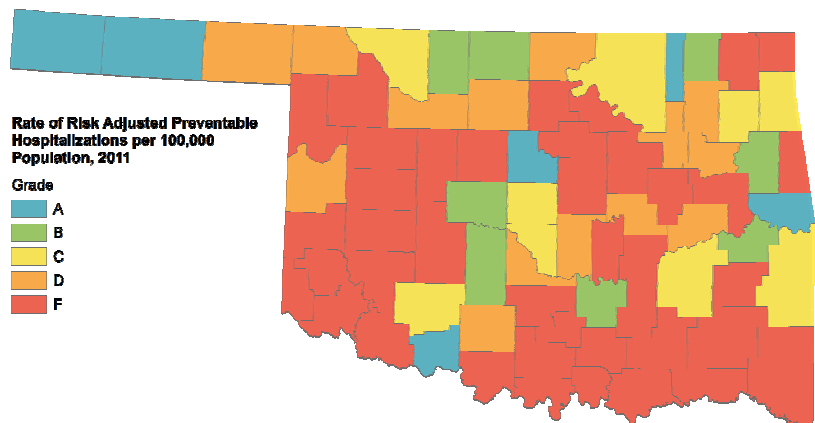 Rate of Risk Adjusted Preventable
Hospitalizations per 100,000
Population, 2011
Grade
A
B
C
D
F